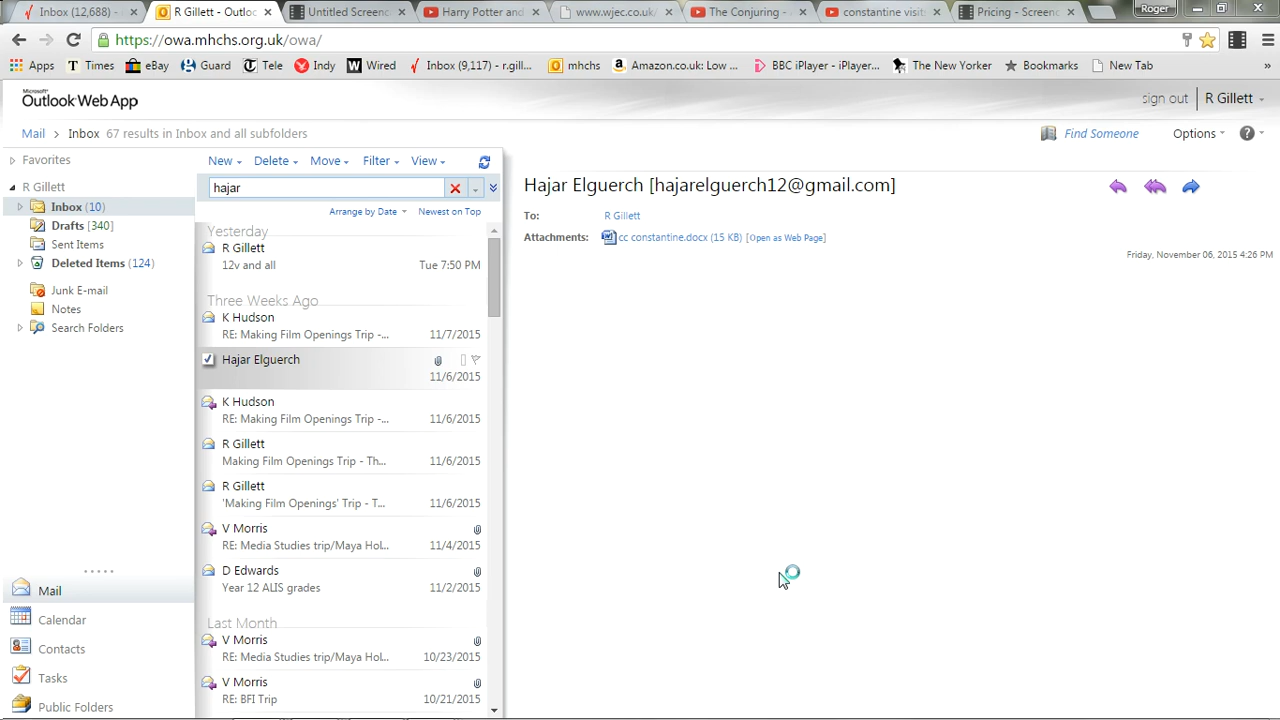 Inbox (12,688) -
R Gillett - Outloo
Untitled Screenc
Harry Potter and
www.wjec.co.uk/
The Conjuring -
constantine visit
Pricing - Screenc
Roger
https://owa.mhchs.org.uk/owa/
Apps
Times
eBay
Guard
Tele
Indy
Wired
Inbox (9,117) - r.gill...
mhchs
Amazon.co.uk: Low ...
BBC iPlayer - iPlaye...
The New Yorker
Bookmarks
New Tab
»
Microsoft
Outlook Web App
sign out
R Gillett
Mail > Inbox 67 results in Inbox and all subfolders
Find Someone
Options
Favorites
R Gillett
Inbox (10)
Drafts [340]
Sent Items
Deleted Items (124)
Junk E-mail
Notes
Search Folders
Mail
Calendar
Contacts
Tasks
Public Folders
New Delete Move Filter View
hajar
Arrange by Date Newest on Top
Yesterday
R Gillett
12v and all Tue 7:50 PM
Three Weeks Ago
K Hudson
RE: Making Film Openings Trip -... 11/7/2015
Hajar Elguerch
11/6/2015
K Hudson
RE: Making Film Openings Trip -... 11/6/2015
R Gillett
Making Film Openings Trip - Th... 11/6/2015
R Gillett
'Making Film Openings' Trip - T... 11/6/2015
V Morris
RE: Media Studies trip/Maya Hol... 11/4/2015
D Edwards
Year 12 ALIS grades 11/2/2015
Last Month
V Morris
RE: Media Studies trip/Maya Hol... 10/23/2015
V Morris
RE: BFI Trip 10/21/2015
Hajar Elguerch [hajarelguerch12@gmail.com]
To: R Gillett
Attachments: cc constantine.docx (15 KB) [Open as Web Page]
Friday, November 06, 2015 4:26 PM